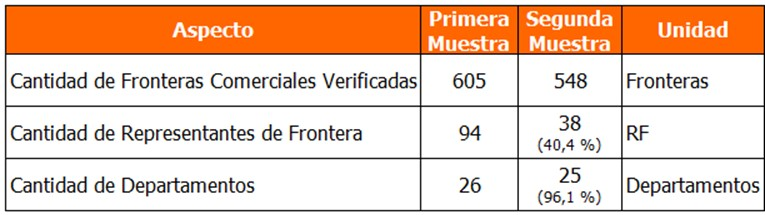 Aspecto Primera Muestra Segunda Muestra Unidad
Cantidad de Fronteras Comerciales Verificadas 605 548 Fronteras
Cantidad de Representantes de Frontera 94 38 (40,4 %) RF
Cantidad de Departamentos 26 25 (96,1 %) Departamentos